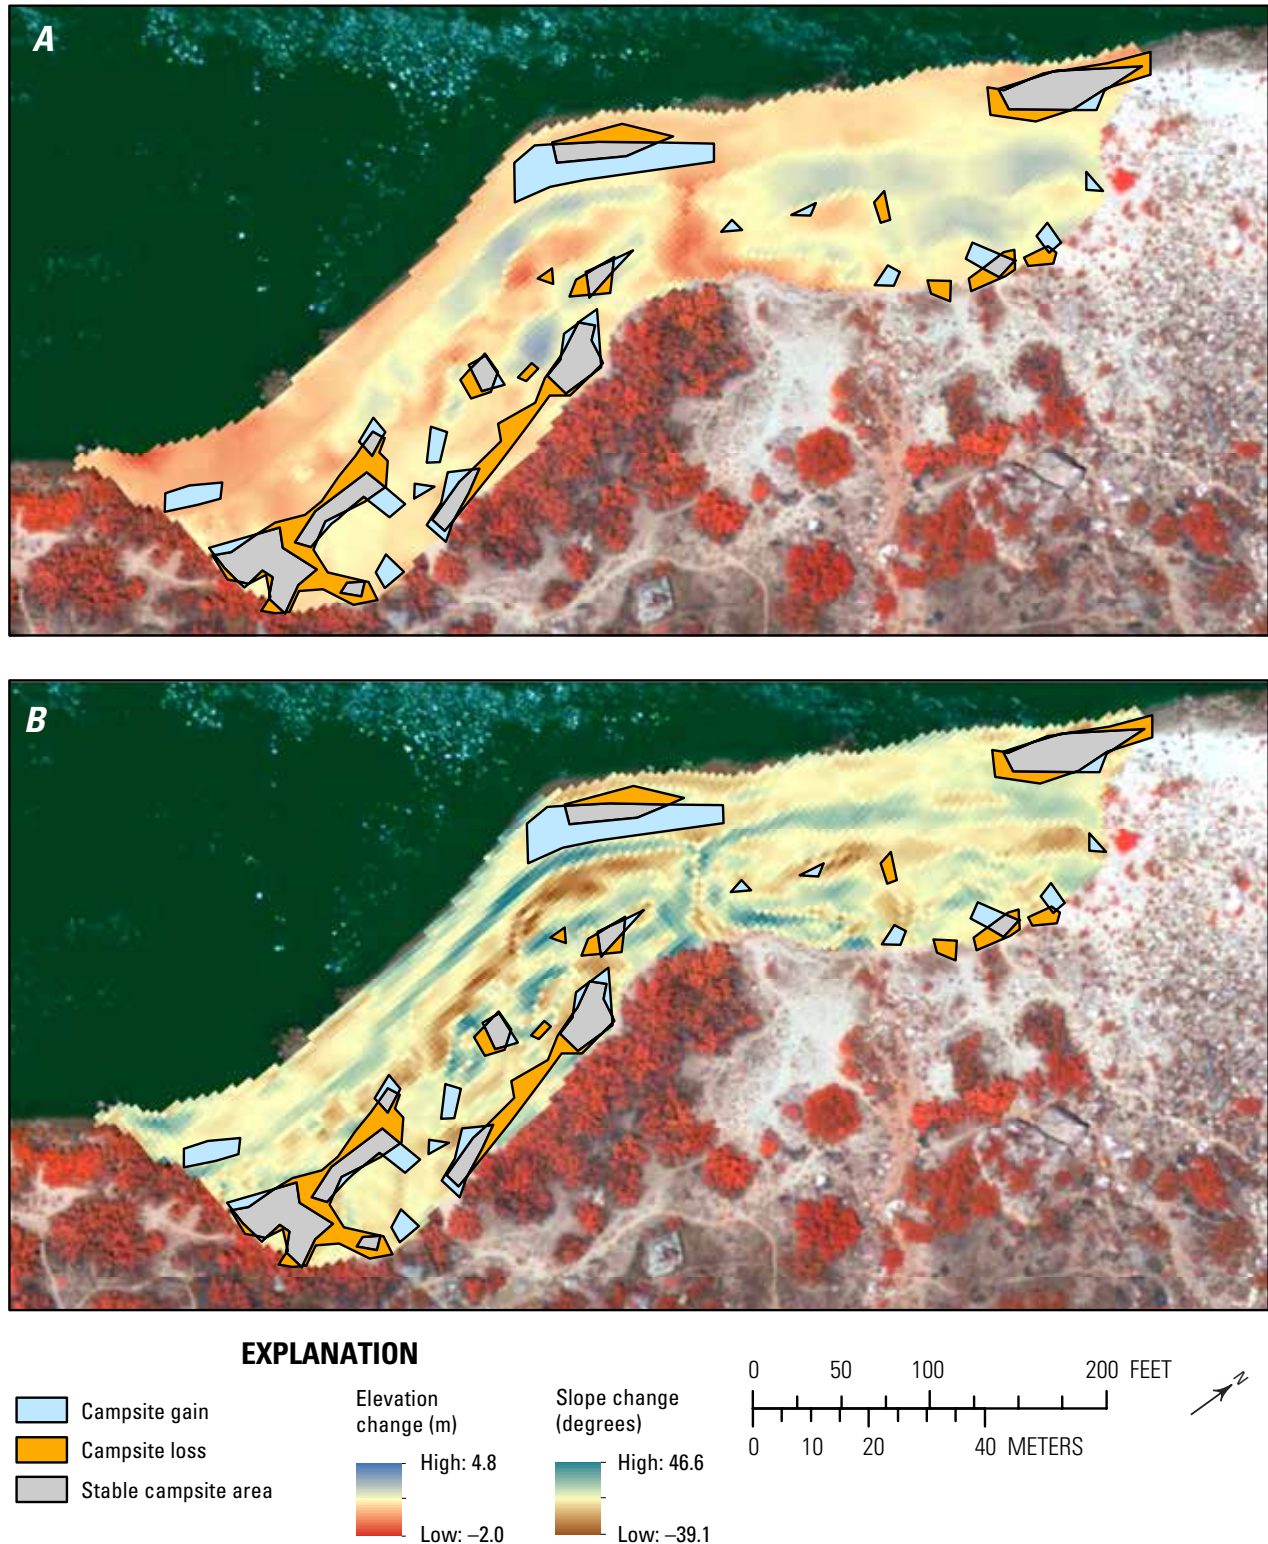 A
B
EXPLANATION
Campsite gain
Campsite loss
Stable campsite area
Elevation
change (m)
High: 4.8
Low: –2.0
Slope change
(degrees)
High: 46.6
Low: –39.1
0 50 100 200 FEET
0 10 20 40 METERS
N